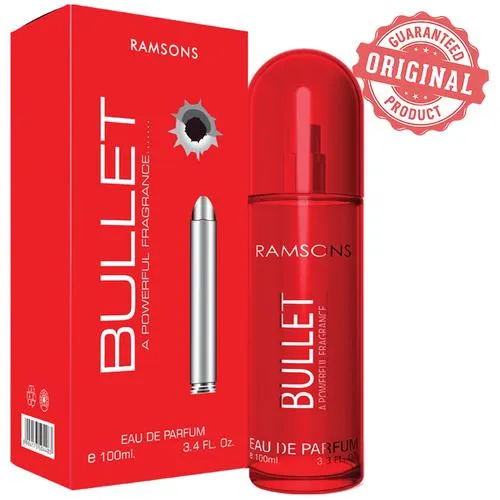 RAMSONS
BULLET
A POWERFUL FRAGRANCE.......
EAU DE PARFUM
e 100ml. 3.4 FL. Oz.
RAMSONS
BULLET
A POWERFUL FRAGRANCE
EAU DE PARFUM
e 100ml. 3.3 FL. Oz.
GUARANTEED
ORIGINAL
PRODUCT